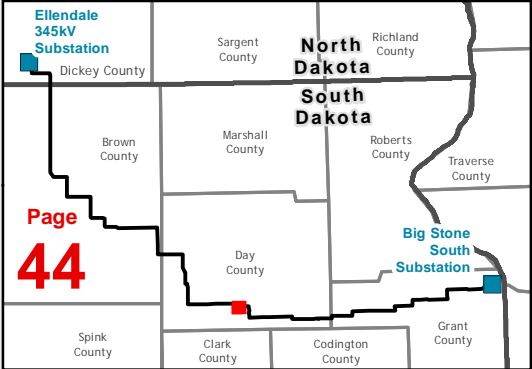 Ellendale
345kV
Substation
Dickey County
Sargent
County
North
Dakota
Richland
County
South
Dakota
Brown
County
Marshall
County
Roberts
County
Traverse
County
Page
44
Big Stone
South
Substation
Day
County
Spink
County
Clark
County
Codington
County
Grant
County